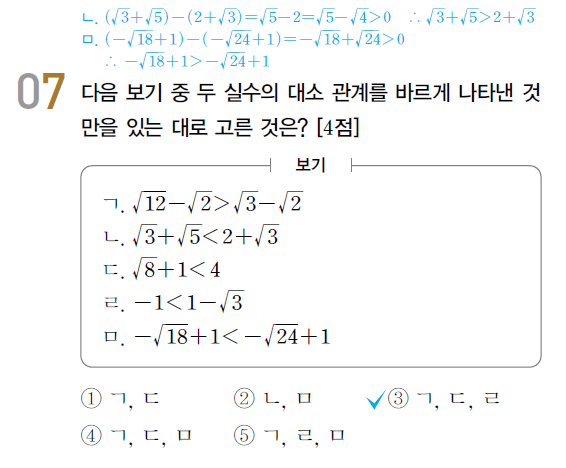 ㄴ. (√3+√5)−(2+√3)=√5−2=√5−√4>0 ∴ √3+√5>2+√3
ㅁ. (−√18+1)−(−√24+1)=−√18+√24>0
∴ −√18+1>−√24+1
07 다음 보기 중 두 실수의 대소 관계를 바르게 나타낸 것
만을 있는 대로 고른 것은? [4점]
보기
ㄱ. √12−√2>√3−√2
ㄴ. √3+√5<2+√3
ㄷ. √8+1<4
ㄹ. −1<1−√3
ㅁ. −√18+1<−√24+1
① ㄱ, ㄷ ② ㄴ, ㅁ ✓③ ㄱ, ㄷ, ㄹ
④ ㄱ, ㄷ, ㅁ ⑤ ㄱ, ㄹ, ㅁ